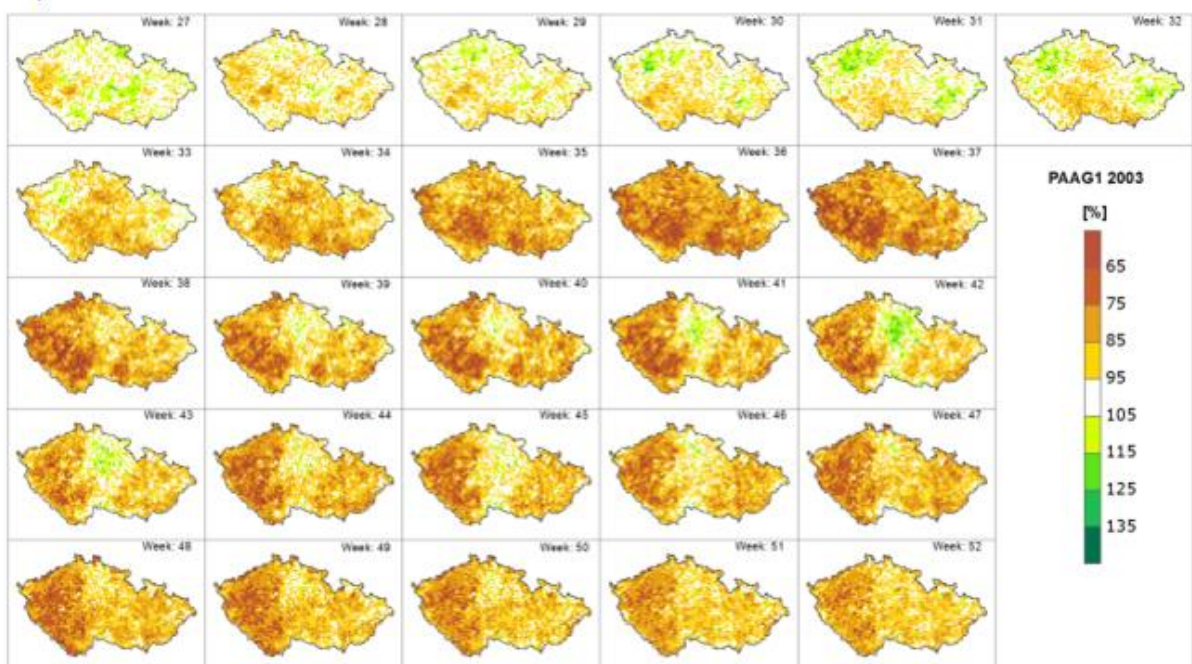 Week: 27
Week: 28
Week: 29
Week: 30
Week: 31
Week: 32
Week: 33
Week: 34
Week: 35
Week: 36
Week: 37
PAAG1 2003
[%]
65
75
85
95
105
115
125
135
Week: 38
Week: 39
Week: 40
Week: 41
Week: 42
Week: 43
Week: 44
Week: 45
Week: 46
Week: 47
Week: 48
Week: 49
Week: 50
Week: 51
Week: 52